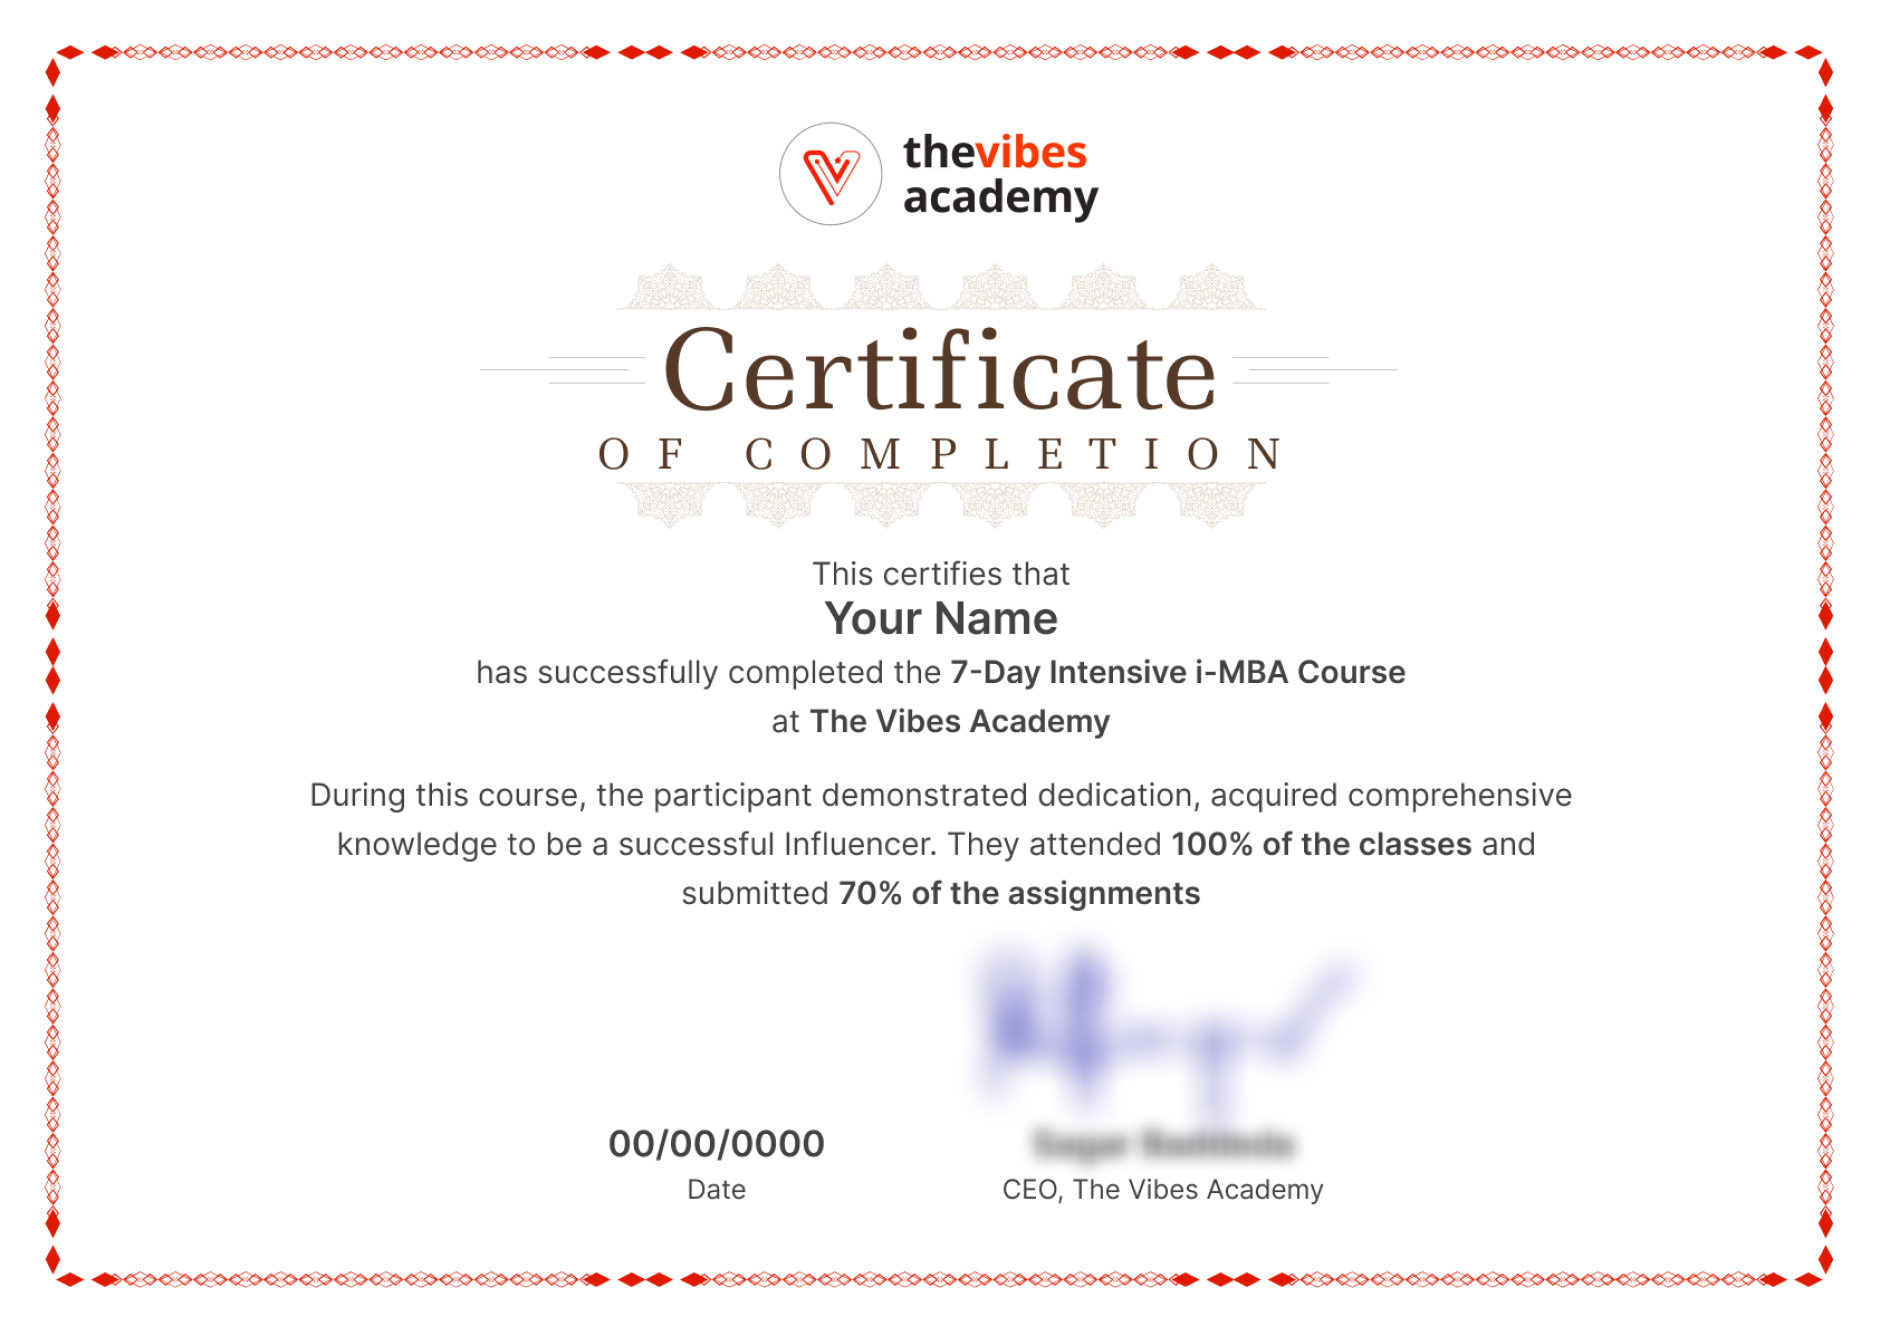 thevibes
academy
Certificate
OF COMPLETION
This certifies that
Your Name
has successfully completed the 7-Day Intensive i-MBA Course
at The Vibes Academy
During this course, the participant demonstrated dedication, acquired comprehensive
knowledge to be a successful Influencer. They attended 100% of the classes and
submitted 70% of the assignments
00/00/0000
Date
CEO, The Vibes Academy